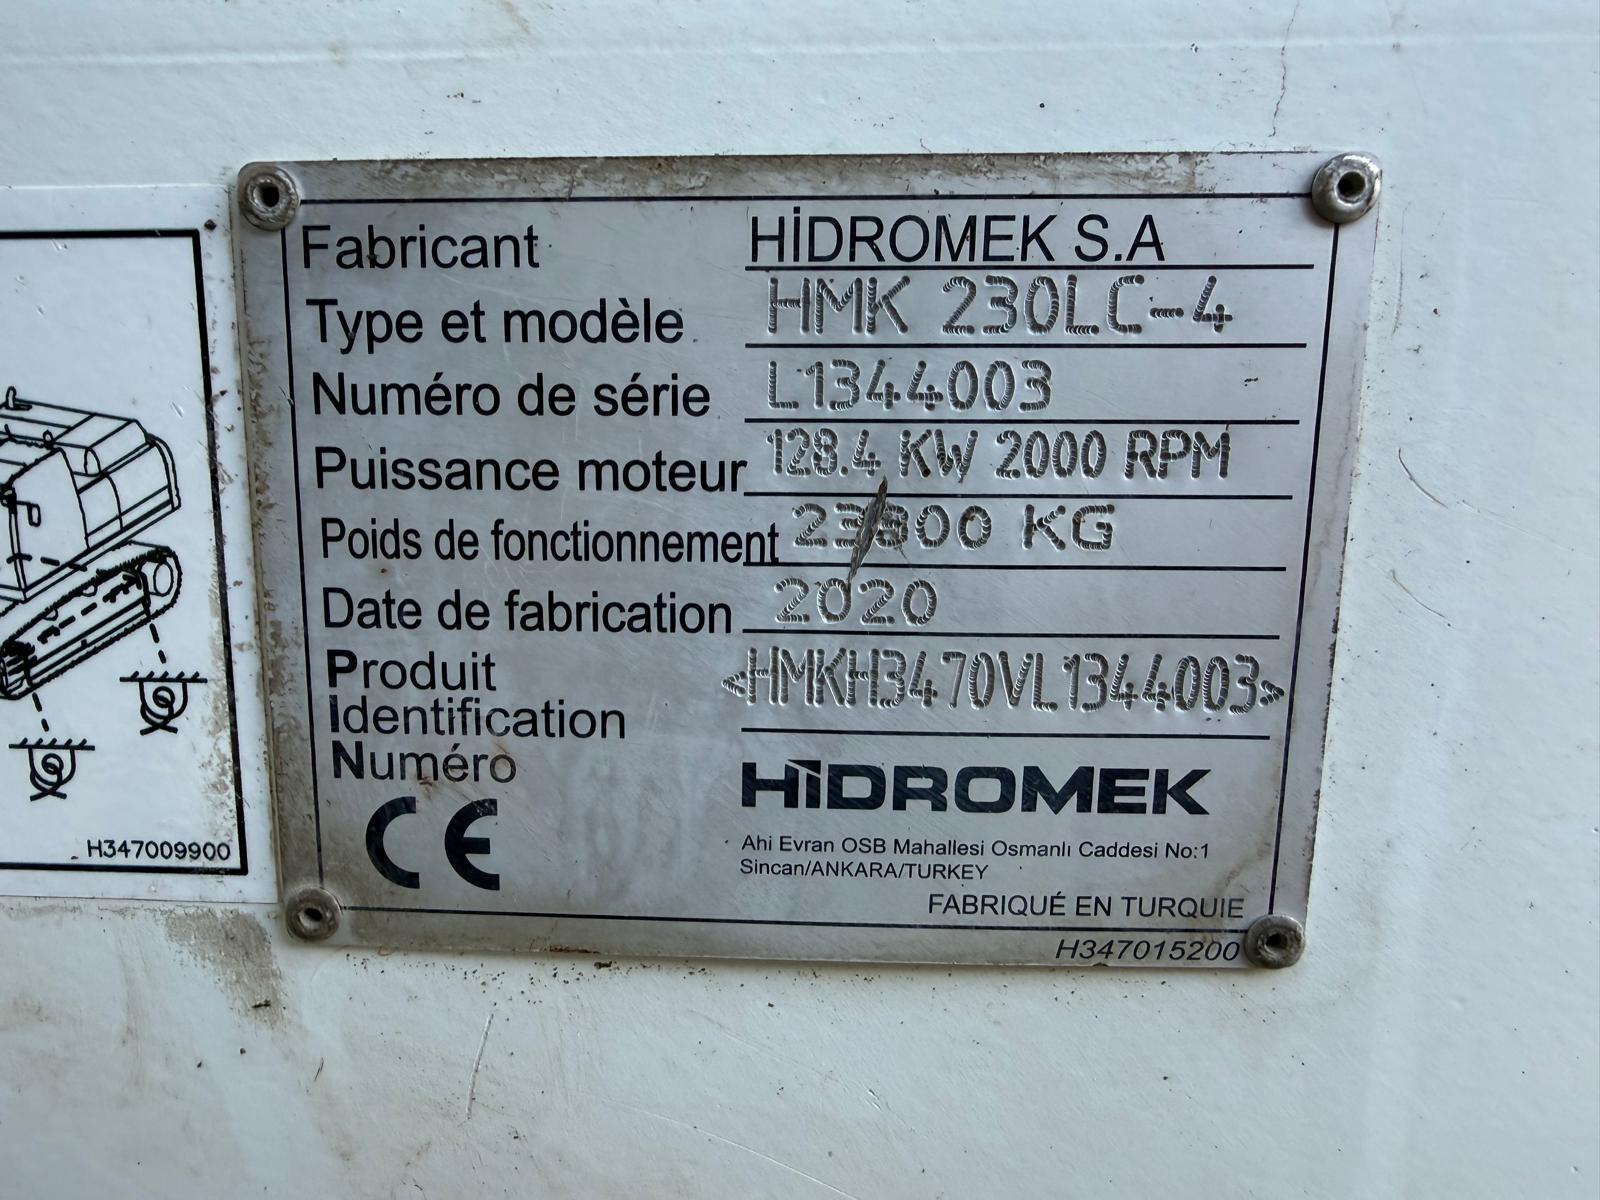 Fabricant HİDROMEK S.A
Type et modèle HMK 230LC-4
Numéro de série L1344003
Puissance moteur 128.4 KW 2000 RPM
Poids de fonctionnement KG
Date de fabrication 2020
Produit
Identification
Numéro
<HMKH3470VL1344003>
CE
HİDROMEK
Ahi Evran OSB Mahallesi Osmanlı Caddesi No:1
Sincan/ANKARA/TURKEY
FABRIQUÉ EN TURQUIE
H347015200
H347009900